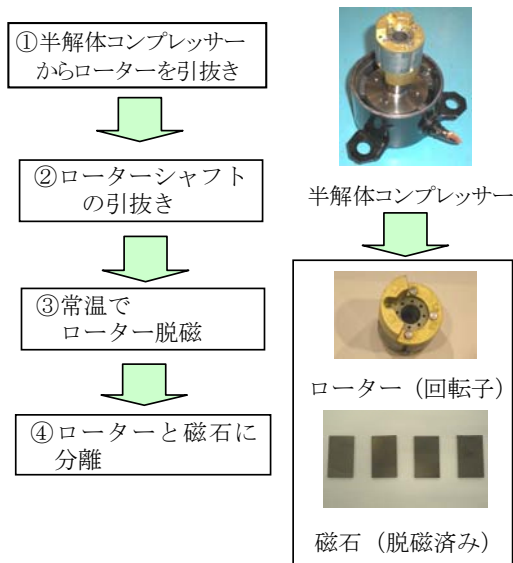 ①半解体コンプレッサー
からローターを引抜き
②ローターシャフト
の引抜き
③常温で
ローター脱磁
④ローターと磁石に
分離
半解体コンプレッサー
ローター（回転子）
磁石（脱磁済み）